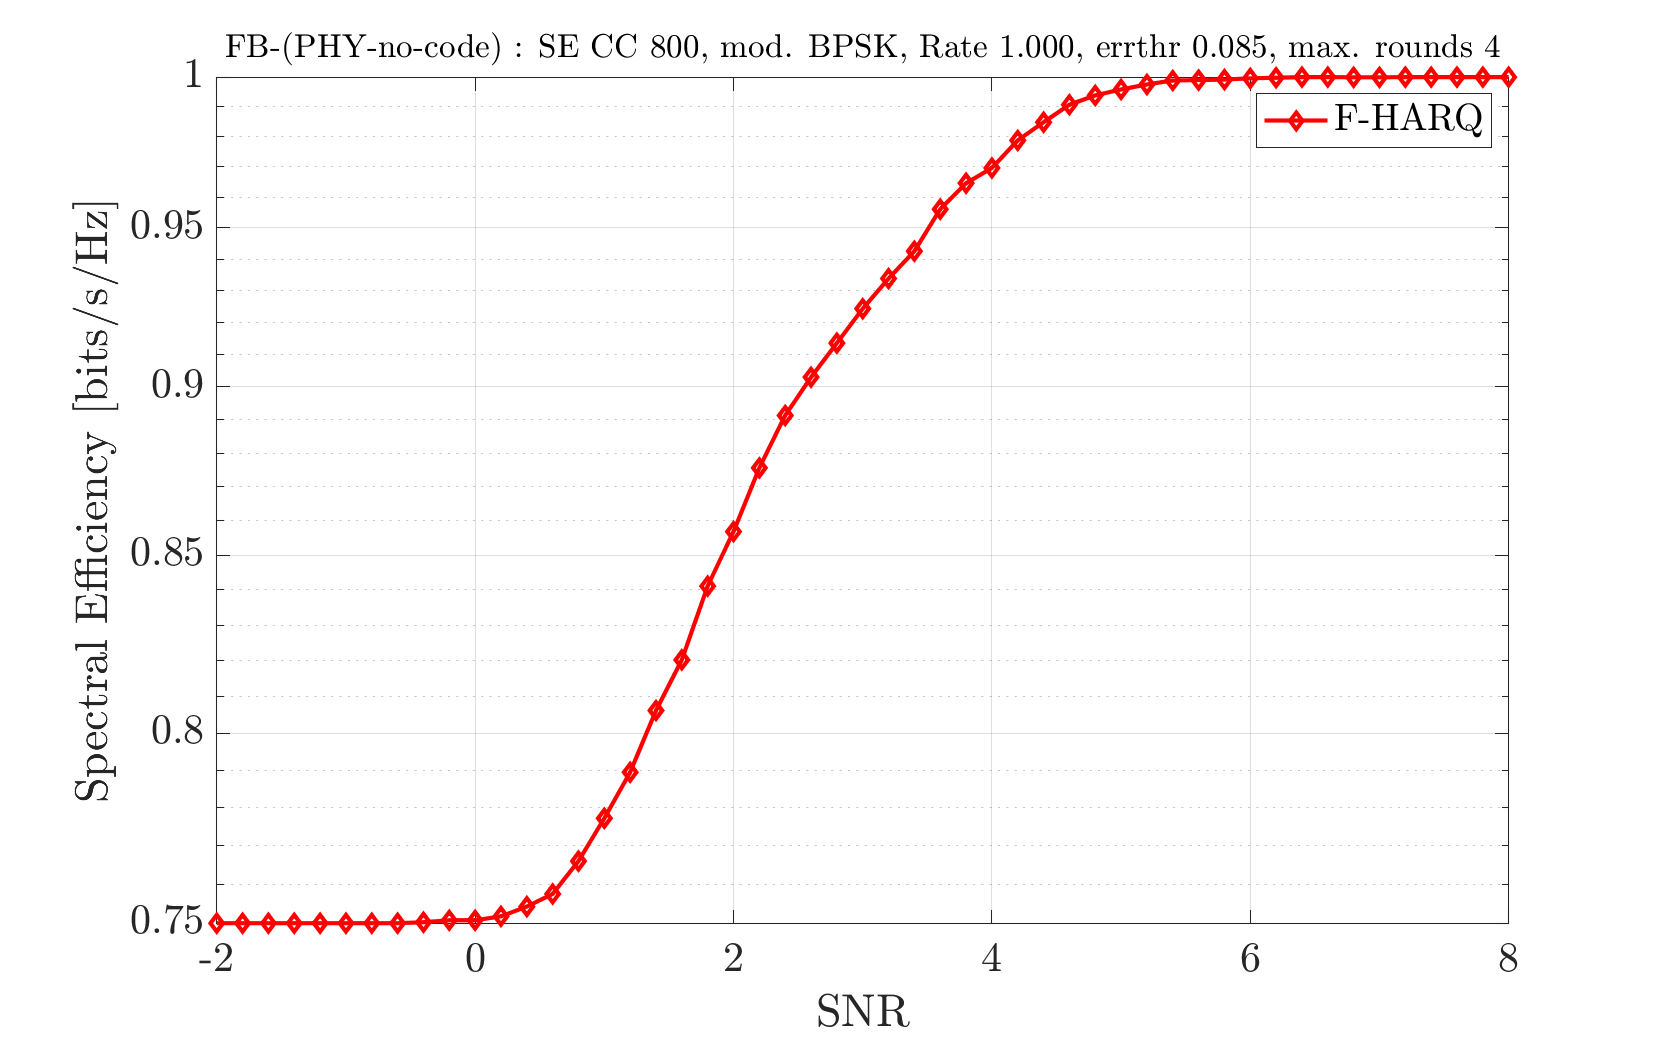 FB-(PHY-no-code) : SE CC 800, mod. BPSK, Rate 1.000, errthr 0.085, max. rounds 4
1
F-HARQ
0.95
0.9
0.85
0.8
0.75
Spectral Efficiency [bits/s/Hz]
-2 0 2 4 6 8
SNR